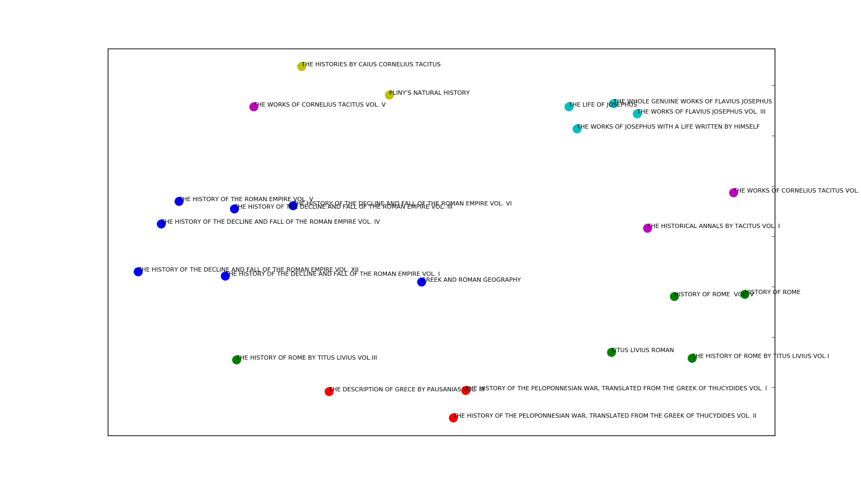 THE HISTORIES BY CAIUS CORNELIUS TACITUS
PLINY'S NATURAL HISTORY
THE WORKS OF CORNELIUS TACITUS VOL. V
THE LIFE OF JOSEPHUS
THE WHOLE GENUINE WORKS OF FLAVIUS JOSEPHUS
THE WORKS OF FLAVIUS JOSEPHUS VOL. III
THE WORKS OF JOSEPHUS WITH A LIFE WRITTEN BY HIMSELF
THE WORKS OF CORNELIUS TACITUS VOL.
THE HISTORY OF THE ROMAN EMPIRE VOL. V
THE HISTORY OF THE DECLINE AND FALL OF THE ROMAN EMPIRE VOL. VI
THE HISTORY OF THE DECLINE AND FALL OF THE ROMAN EMPIRE VOL. III
THE HISTORY OF THE DECLINE AND FALL OF THE ROMAN EMPIRE VOL. IV
THE HISTORICAL ANNALS BY TACITUS VOL. I
THE HISTORY OF THE DECLINE AND FALL OF THE ROMAN EMPIRE VOL. XII
THE HISTORY OF THE DECLINE AND FALL OF THE ROMAN EMPIRE VOL. I
GREEK AND ROMAN GEOGRAPHY
HISTORY OF ROME VOL. V
HISTORY OF ROME
TITUS LIVIUS ROMAN
THE HISTORY OF ROME BY TITUS LIVIUS VOL.I
THE HISTORY OF ROME BY TITUS LIVIUS VOL.III
THE DESCRIPTION OF GRECE BY PAUSANIAS VOL. III
THE HISTORY OF THE PELOPONNESIAN WAR, TRANSLATED FROM THE GREEK OF THUCYDIDES VOL. I
THE HISTORY OF THE PELOPONNESIAN WAR, TRANSLATED FROM THE GREEK OF THUCYDIDES VOL. II